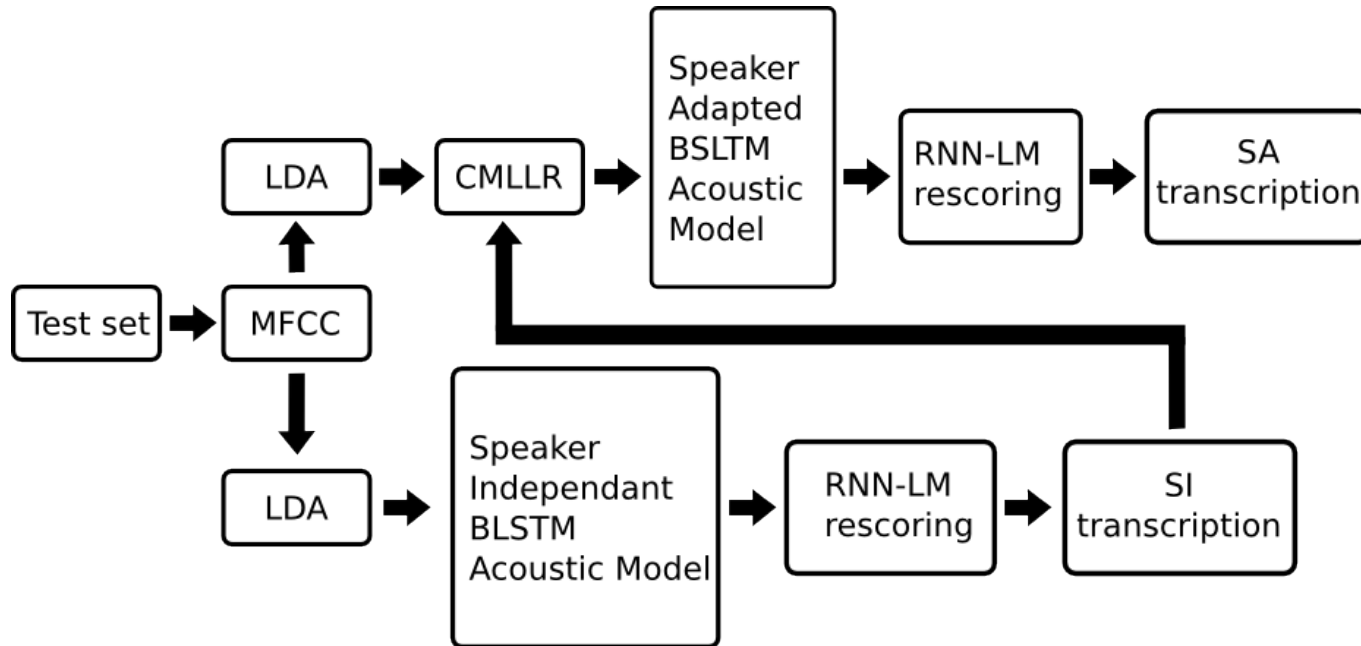 Speaker
Adapted
BSLTM
Acoustic
Model
LDA
CMLLR
RNN-LM
rescoring
SA
transcription
Test set
MFCC
LDA
Speaker
Independant
BLSTM
Acoustic Model
RNN-LM
rescoring
SI
transcription